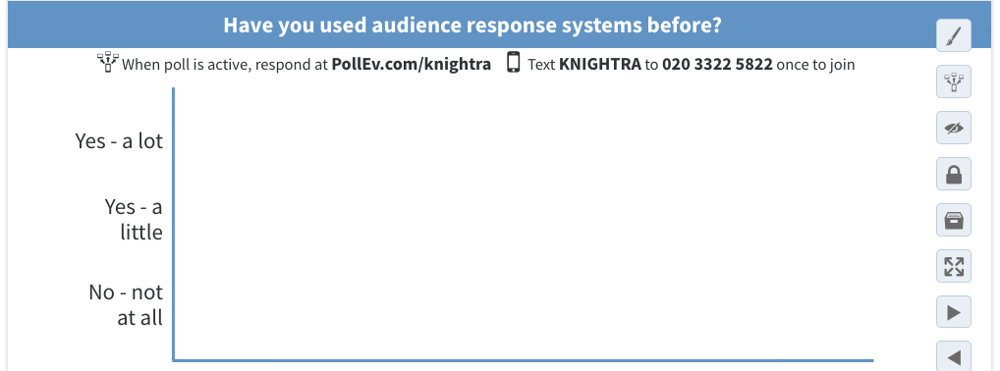 Have you used audience response systems before?
When poll is active, respond at PollEv.com/knightra Text KNIGHTRA to 020 3322 5822 once to join
Yes - a lot
Yes - a
little
No - not
at all